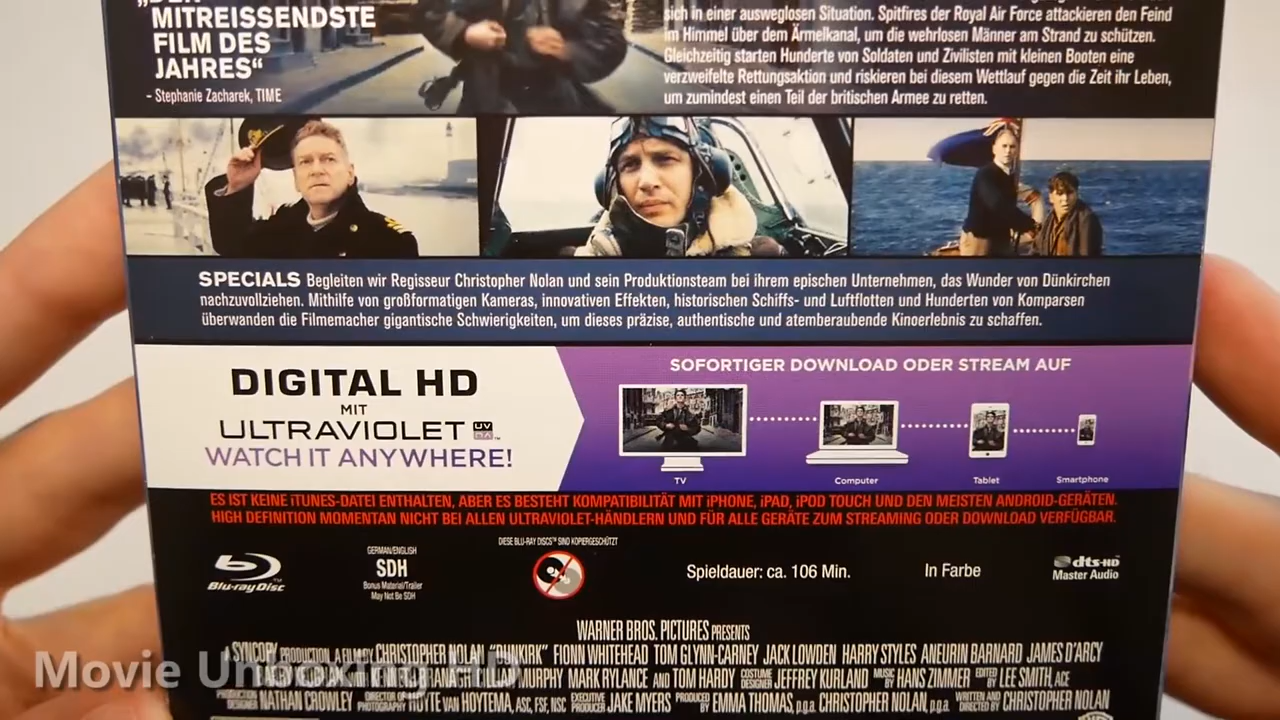 „DER
MITREISSENDSTE
FILM DES
JAHRES“
- Stephanie Zacharek, TIME
sich in einer ausweglosen Situation. Spitfires der Royal Air Force attackieren den Feind
im Himmel über dem Ärmelkanal, um die wehrlosen Männer am Strand zu schützen.
Gleichzeitig starten Hunderte von Soldaten und Zivilisten mit kleinen Booten eine
verzweifelte Rettungsaktion und riskieren bei diesem Wettlauf gegen die Zeit ihr Leben,
um zumindest einen Teil der britischen Armee zu retten.
SPECIALS Begleiten wir Regisseur Christopher Nolan und sein Produktionsteam bei ihrem epischen Unternehmen, das Wunder von Dünkirchen
nachzuvollziehen. Mithilfe von großformatigen Kameras, innovativen Effekten, historischen Schiffs- und Luftflotten und Hunderten von Komparsen
überwanden die Filmemacher gigantische Schwierigkeiten, um dieses präzise, authentische und atemberaubende Kinoerlebnis zu schaffen.
DIGITAL HD
MIT
ULTRAVIOLET UV
WATCH IT ANYWHERE!
SOFORTIGER DOWNLOAD ODER STREAM AUF
TV
Computer
Tablet
Smartphone
ES IST KEINE iTUNES-DATEI ENTHALTEN, ABER ES BESTEHT KOMPATIBILITÄT MIT iPHONE, iPAD, iPOD TOUCH UND DEN MEISTEN ANDROID-GERÄTEN.
HIGH DEFINITION MOMENTAN NICHT BEI ALLEN ULTRAVIOLET-HÄNDLERN UND FÜR ALLE GERÄTE ZUM STREAMING ODER DOWNLOAD VERFÜGBAR.
Blu-ray Disc™
GERMAN/ENGLISH
SDH
Bonus Material/Trailer
May Not Be SDH
DIESE BLU-RAY DISCS™ SIND KOPIERGESCHÜTZT
Spieldauer: ca. 106 Min.
In Farbe
dts-HD
Master Audio
WARNER BROS. PICTURES PRESENTS
A SYNCOPY PRODUCTION A FILM BY CHRISTOPHER NOLAN "DUNKIRK" FIONN WHITEHEAD TOM GLYNN-CARNEY JACK LOWDEN HARRY STYLES ANEURIN BARNARD JAMES D'ARCY
MURPHY MARK RYLANCE AND TOM HARDY COSTUME DESIGNER JEFFREY KURLAND MUSIC BY HANS ZIMMER EDITED BY LEE SMITH, ACE
PRODUCTION DESIGNER NATHAN CROWLEY DIRECTOR OF PHOTOGRAPHY HOYTE VAN HOYTEMA, ASC, FSF, NSC EXECUTIVE PRODUCER JAKE MYERS PRODUCED BY EMMA THOMAS, p.g.a. CHRISTOPHER NOLAN, p.g.a. WRITTEN AND DIRECTED BY CHRISTOPHER NOLAN
Movie Unboxing HD